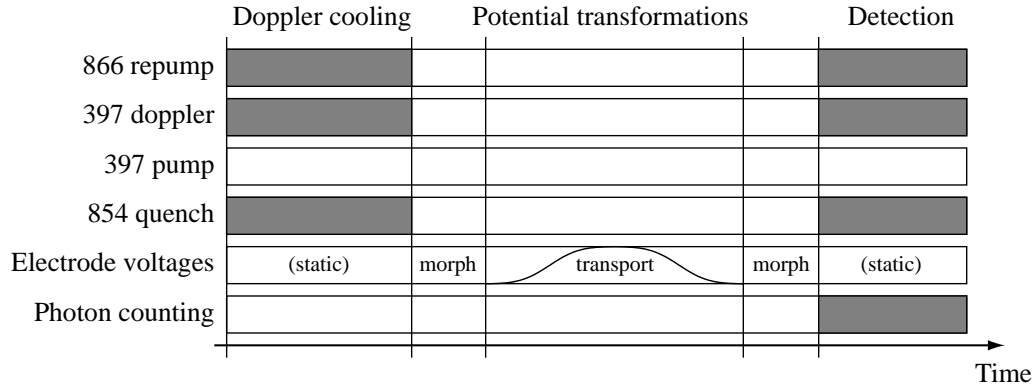 Doppler cooling Potential transformations Detection
866 repump
397 doppler
397 pump
854 quench
Electrode voltages (static) morph transport morph (static)
Photon counting
Time